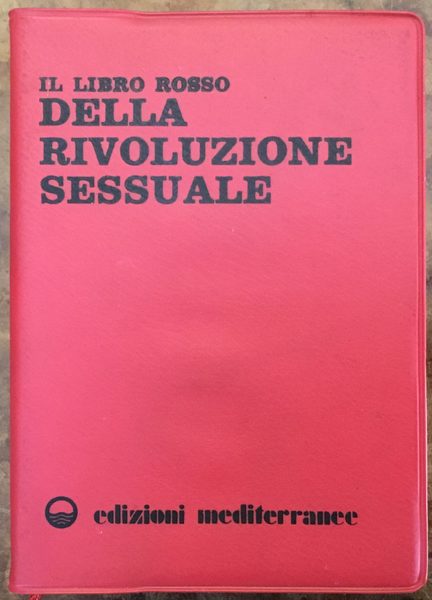 IL LIBRO ROSSO
DELLA
RIVOLUZIONE
SESSUALE
edizioni mediterranee